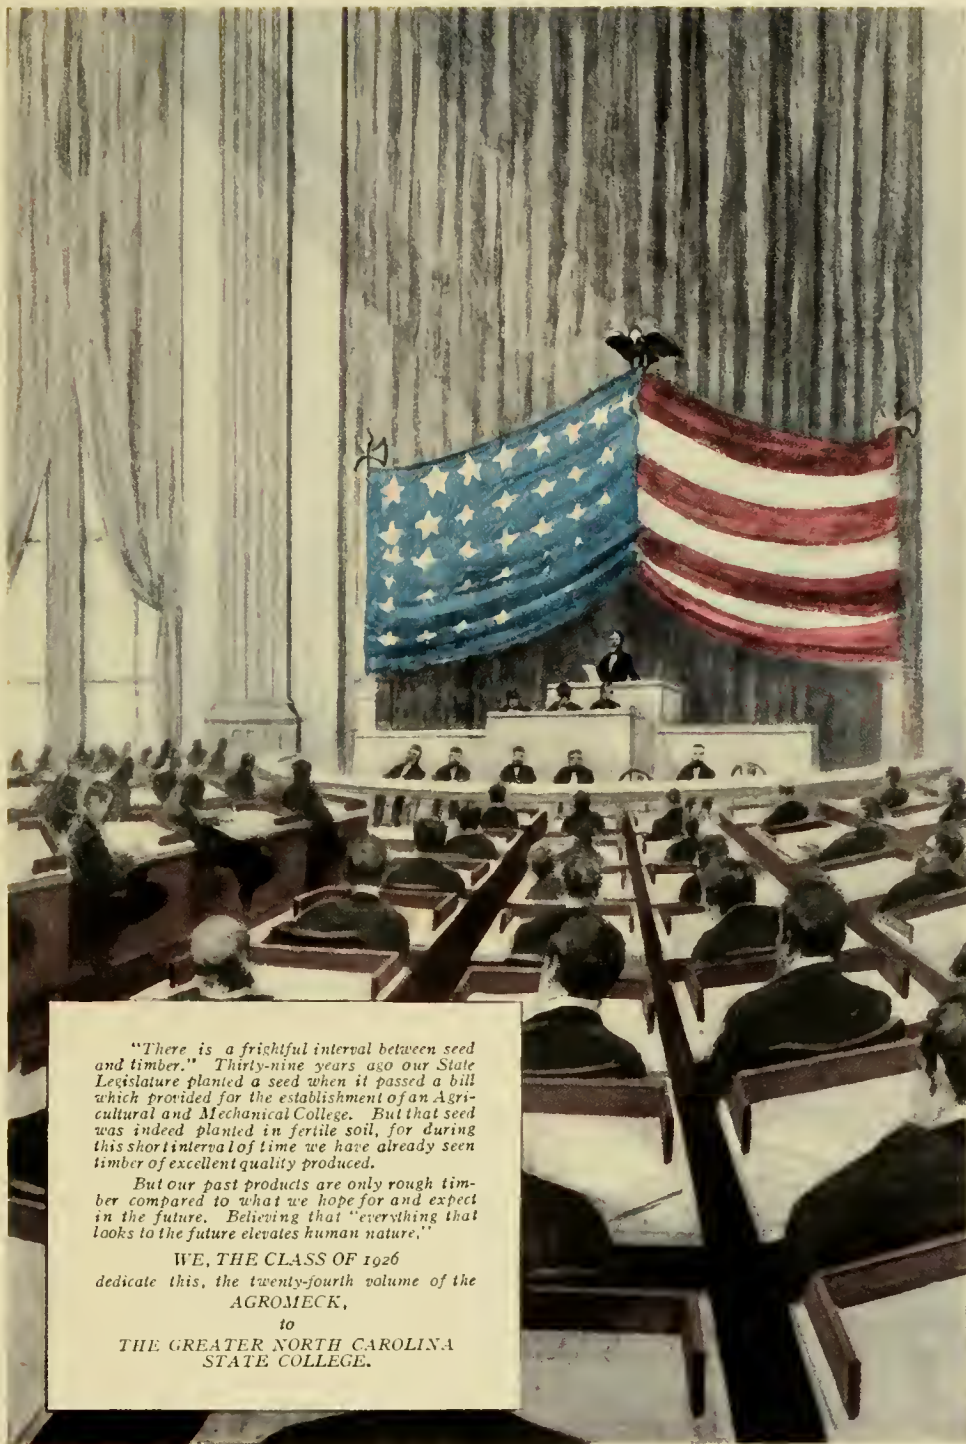 "There is a frightful interval between seed
and timber." Thirty-nine years ago our State
Legislature planted a seed when it passed a bill
which provided for the establishment of an Agri-
cultural and Mechanical College. But that seed
was indeed planted in fertile soil, for during
this short interval of time we have already seen
timber of excellent quality produced.
But our past products are only rough tim-
ber compared to what we hope for and expect
in the future. Believing that "everything that
looks to the future elevates human nature,"
WE, THE CLASS OF 1926
dedicate this, the twenty-fourth volume of the
AGROMECK,
to
THE GREATER NORTH CAROLINA
STATE COLLEGE.